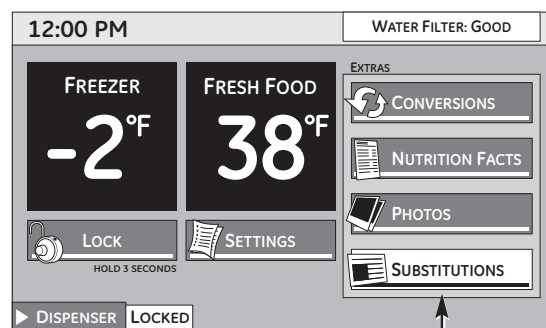 12:00 PM
WATER FILTER: GOOD
EXTRAS
FREEZER
-2°F
FRESH FOOD
38°F
CONVERSIONS
NUTRITION FACTS
PHOTOS
SUBSTITUTIONS
LOCK
HOLD 3 SECONDS
SETTINGS
DISPENSER LOCKED